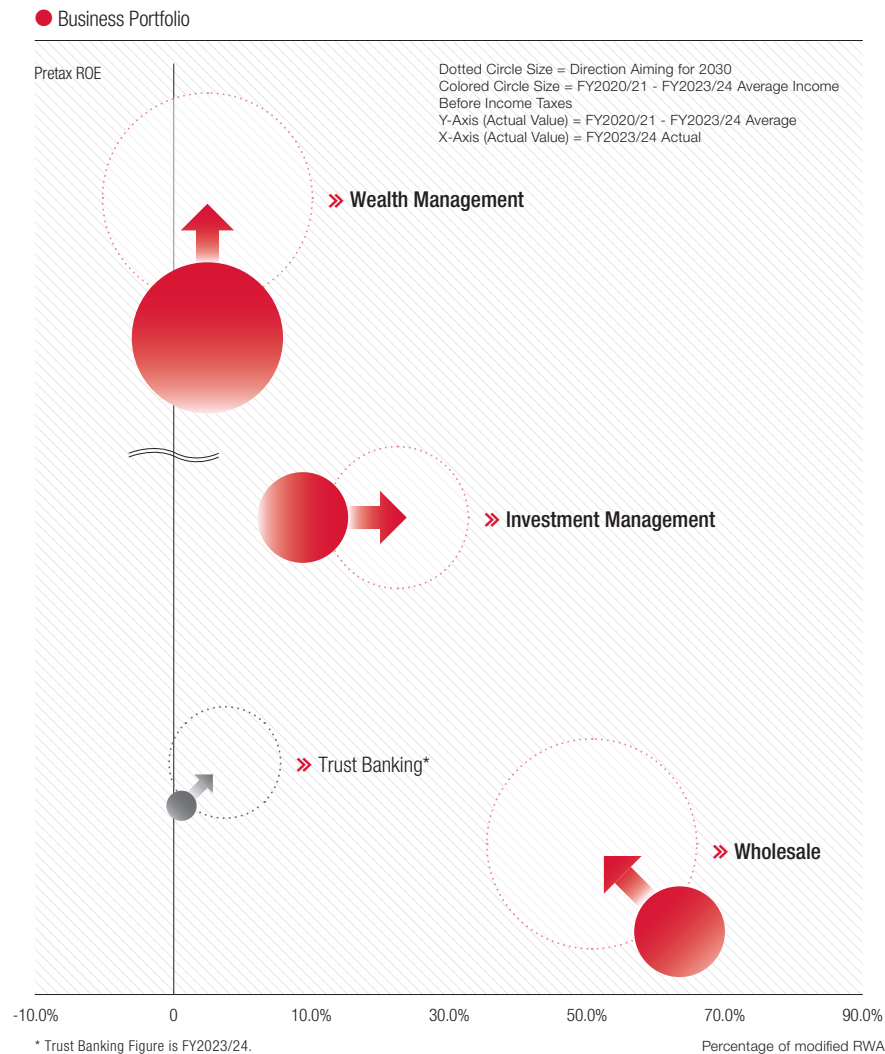 Business Portfolio
Pretax ROE
Dotted Circle Size = Direction Aiming for 2030
Colored Circle Size = FY2020/21 - FY2023/24 Average Income
Before Income Taxes
Y-Axis (Actual Value) = FY2020/21 - FY2023/24 Average
X-Axis (Actual Value) = FY2023/24 Actual
Wealth Management
Investment Management
Trust Banking*
Wholesale
-10.0% 0 10.0% 30.0% 50.0% 70.0% 90.0%
* Trust Banking Figure is FY2023/24.
Percentage of modified RWA